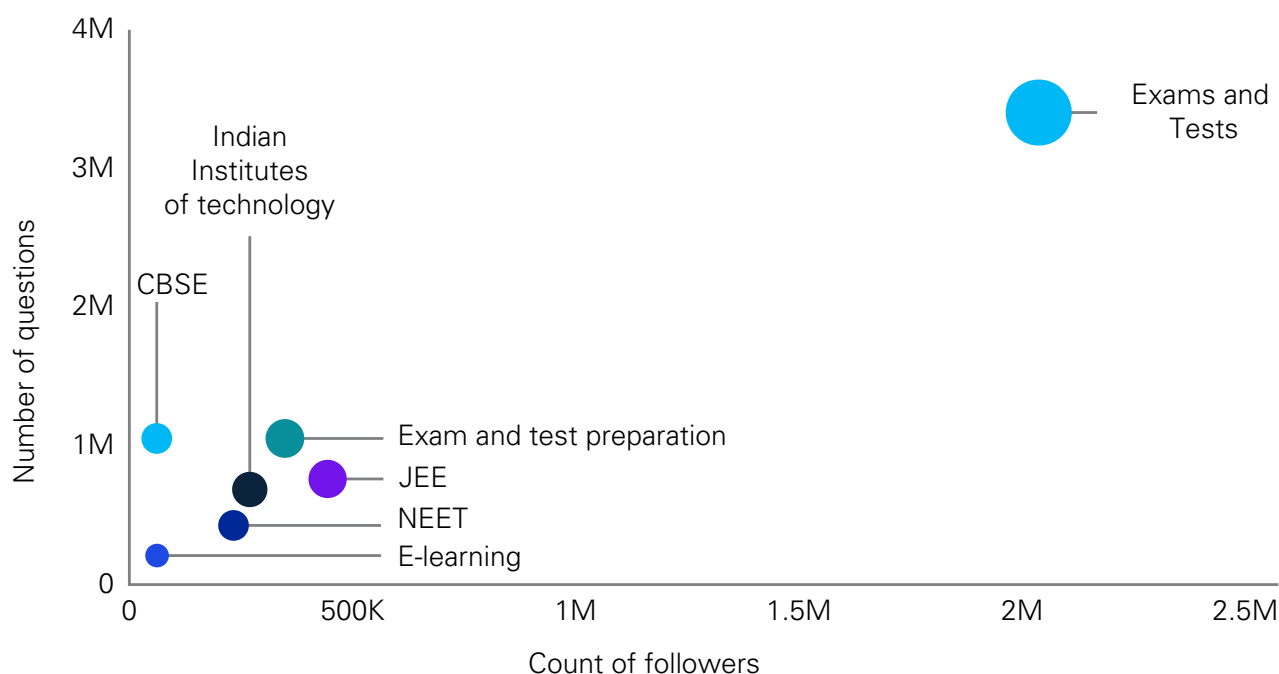 4M
3M
2M
1M
0
Number of questions
Exams and
Tests
Indian
Institutes
of technology
CBSE
Exam and test preparation
JEE
NEET
E-learning
0
500K
1M
1.5M
2M
2.5M
Count of followers